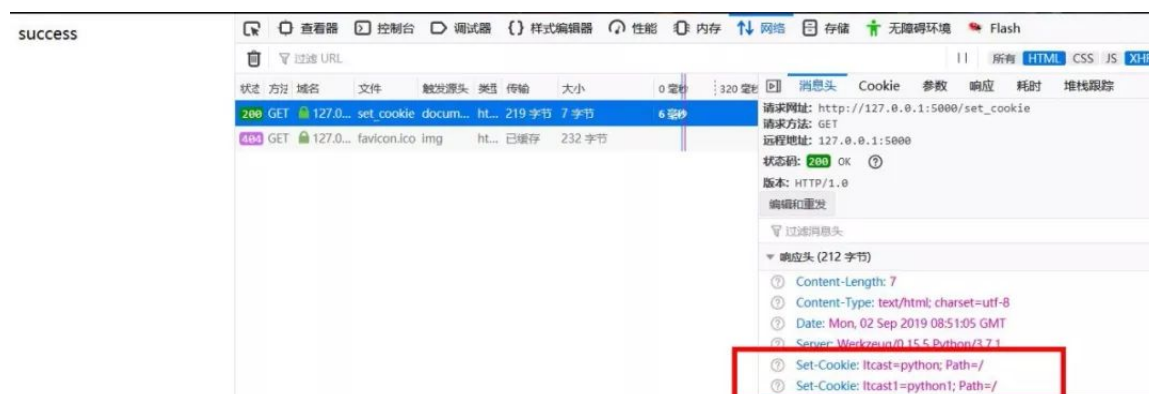 success
查看器 控制台 调试器 {} 样式编辑器 性能 内存 网络 存储 无障碍环境 Flash
过滤 URL
所有 HTML CSS JS XHR
状态 方法 域名 文件 触发源头 类型 传输 大小 0 毫秒 320 毫秒
消息头 Cookie 参数 响应 耗时 堆栈跟踪
200 GET 127.0... set_cookie docum... ht... 219 字节 7 字节 6 毫秒
404 GET 127.0... favicon.ico img ht... 已缓存 232 字节
请求网址: http://127.0.0.1:5000/set_cookie
请求方法: GET
远程地址: 127.0.0.1:5000
状态码: 200 OK
版本: HTTP/1.0
编辑和重发
过滤消息头
响应头 (212 字节)
Content-Length: 7
Content-Type: text/html; charset=utf-8
Date: Mon, 02 Sep 2019 08:51:05 GMT
Server: Werkzeug/0.15.5 Python/3.7.1
Set-Cookie: Itcast=python; Path=/
Set-Cookie: Itcast1=python1; Path=/